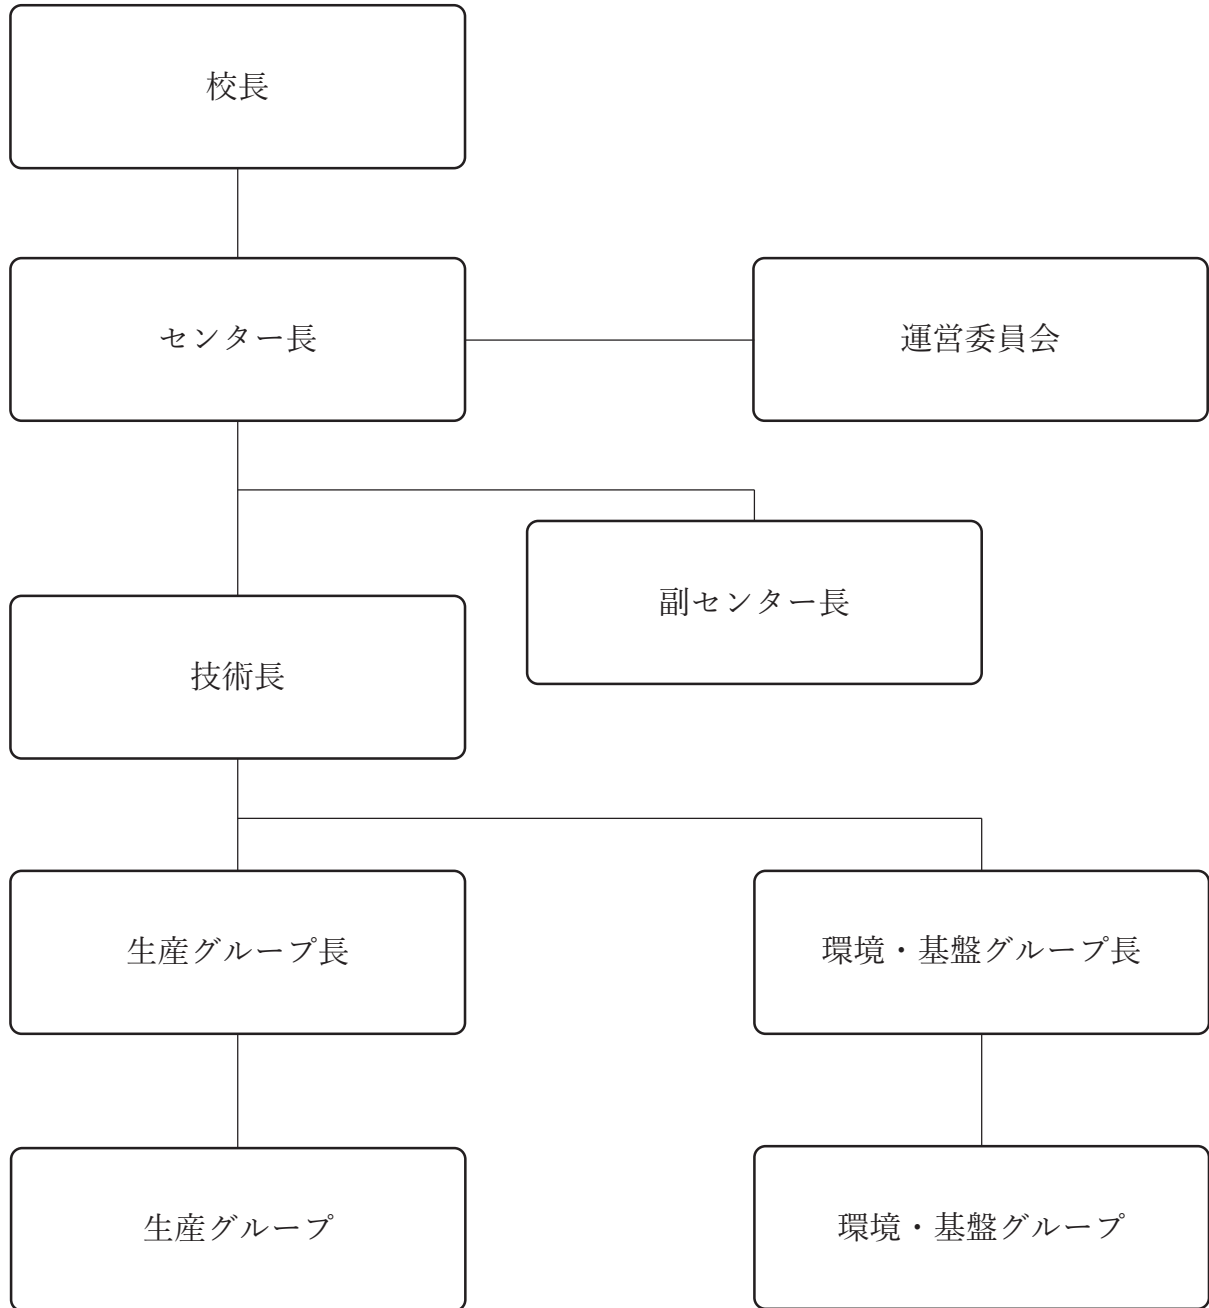 校長
センター長
運営委員会
副センター長
技術長
生産グループ長
環境・基盤グループ長
生産グループ
環境・基盤グループ